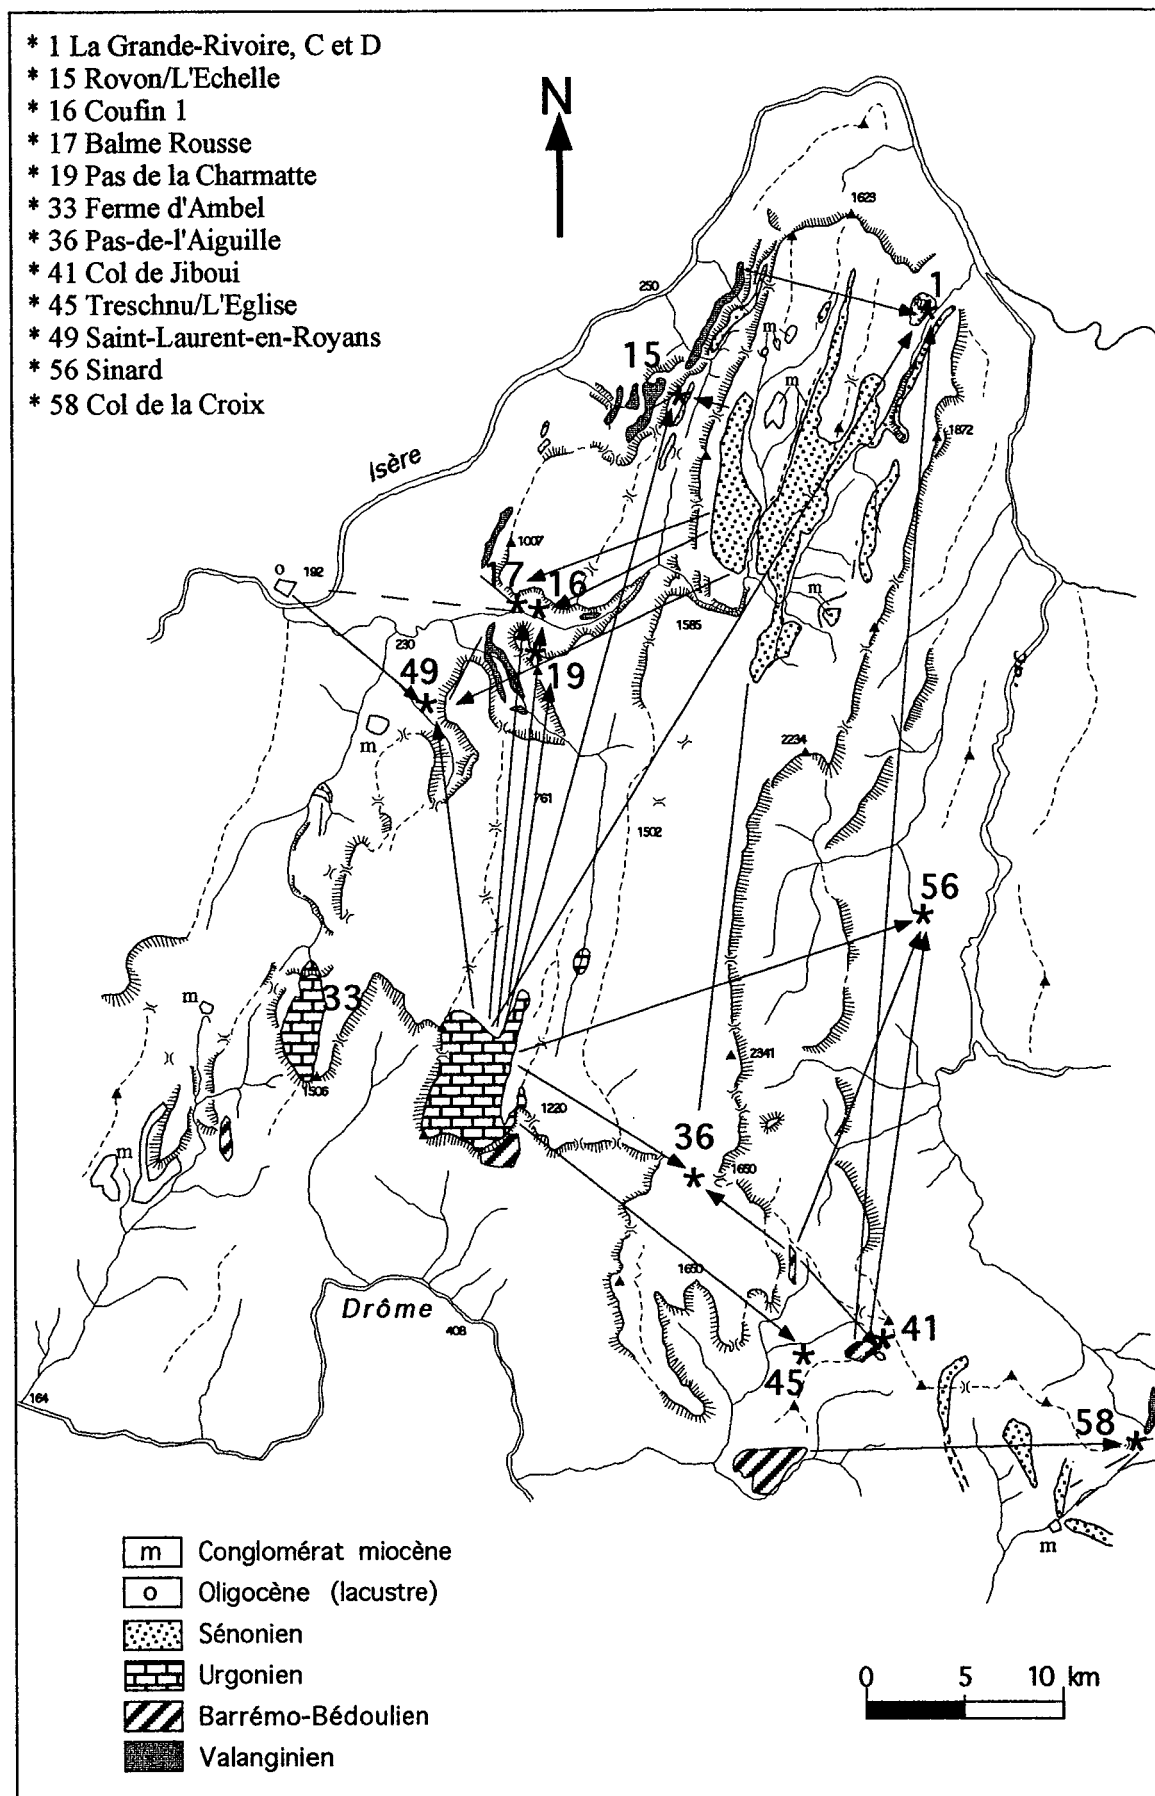 * 1 La Grande-Rivoire, C et D
* 15 Rovon/L'Echelle
* 16 Coufin 1
* 17 Balme Rousse
* 19 Pas de la Charmatte
* 33 Ferme d'Ambel
* 36 Pas-de-l'Aiguille
* 41 Col de Jiboui
* 45 Treschnu/L'Eglise
* 49 Saint-Laurent-en-Royans
* 56 Sinard
* 58 Col de la Croix
N
1623
250
1
m
15
m
1872
Isère
1007
192
o
17
16
m
1585
230
49
19
m
2234
761
1502
56
33
m
1506
2341
1220
36
m
1650
1650
Drôme
408
41
45
164
58
m
m Conglomérat miocène
o Oligocène (lacustre)
Sénonien
Urgonien
Barrémo-Bédoulien
Valanginien
0 5 10 km